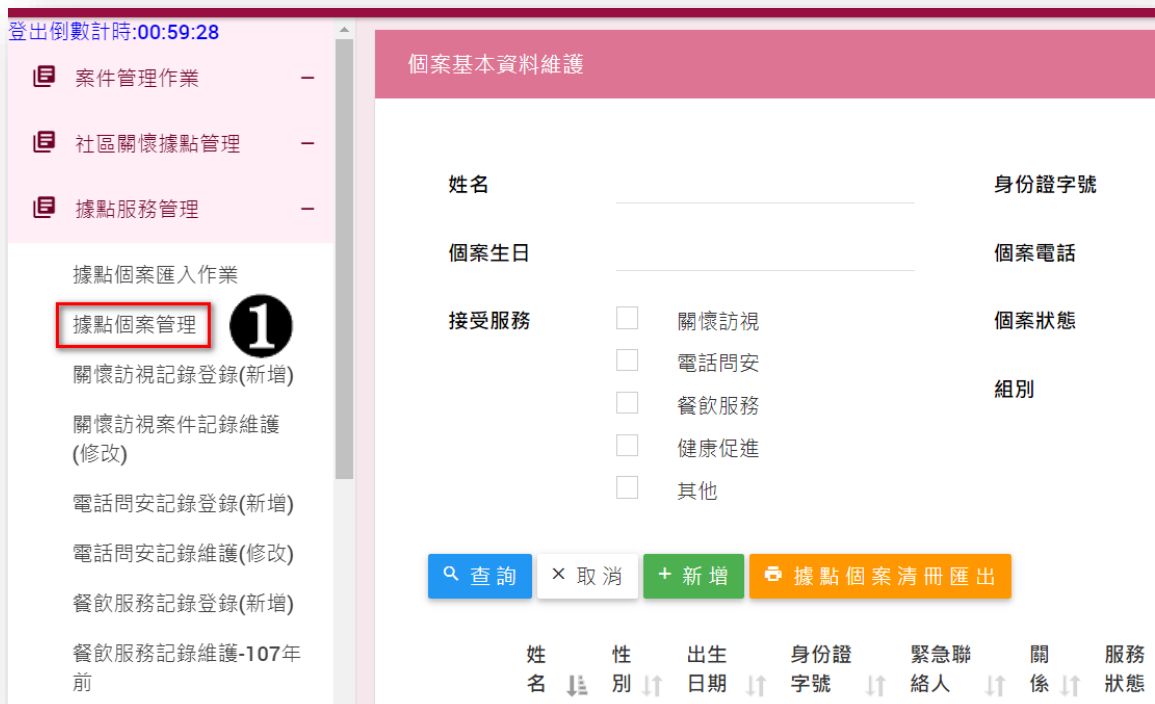 登出倒數計時:00:59:28
案件管理作業
社區關懷據點管理
據點服務管理
據點個案匯入作業
據點個案管理
1
關懷訪視記錄登錄(新增)
關懷訪視案件記錄維護
(修改)
電話問安記錄登錄(新增)
電話問安記錄維護(修改)
餐飲服務記錄登錄(新增)
餐飲服務記錄維護-107年
前
個案基本資料維護
姓名
身份證字號
個案生日
個案電話
接受服務
關懷訪視
個案狀態
電話問安
組別
餐飲服務
健康促進
其他
查詢
取消
新增
據點個案清冊匯出
姓名
性別
出生日期
身份證字號
緊急聯絡人
關係
服務狀態